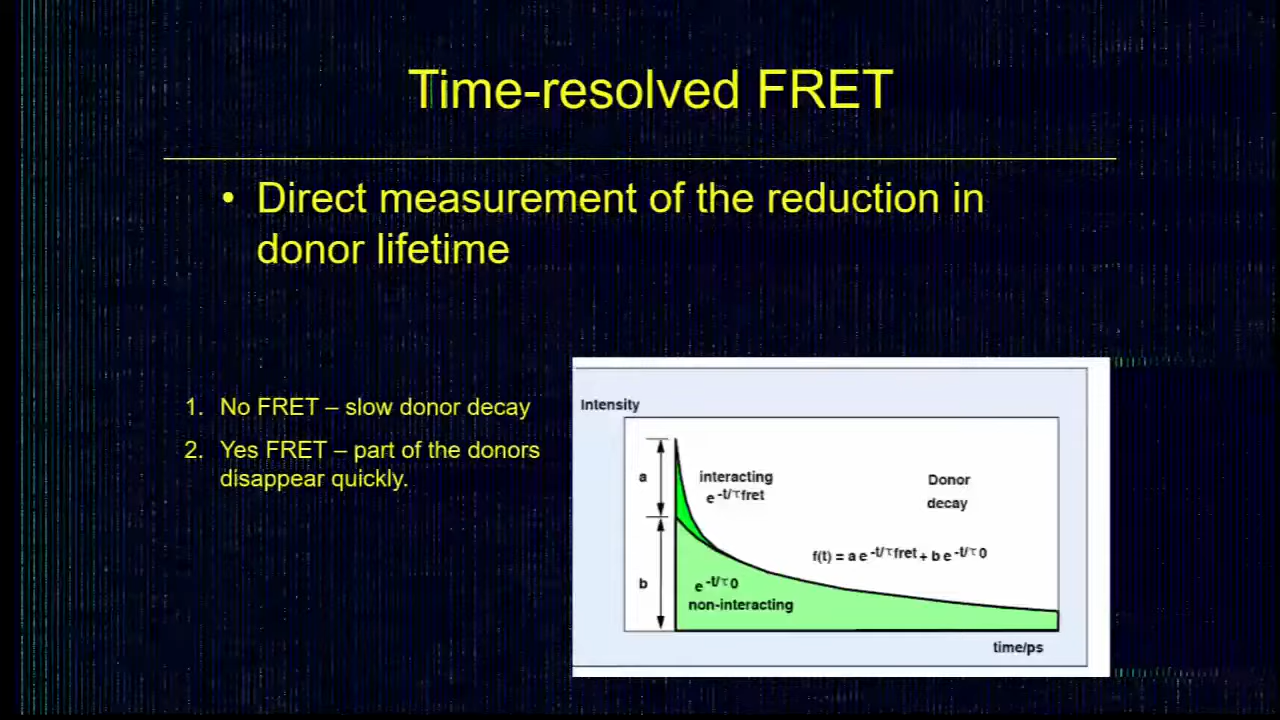 Time-resolved FRET
• Direct measurement of the reduction in
donor lifetime
1. No FRET – slow donor decay
2. Yes FRET – part of the donors
disappear quickly.
Intensity
a
interacting
e -t/τfret
Donor
decay
f(t) = a e -t/τfret + b e -t/τ0
b
e -t/τ0
non-interacting
time/ps